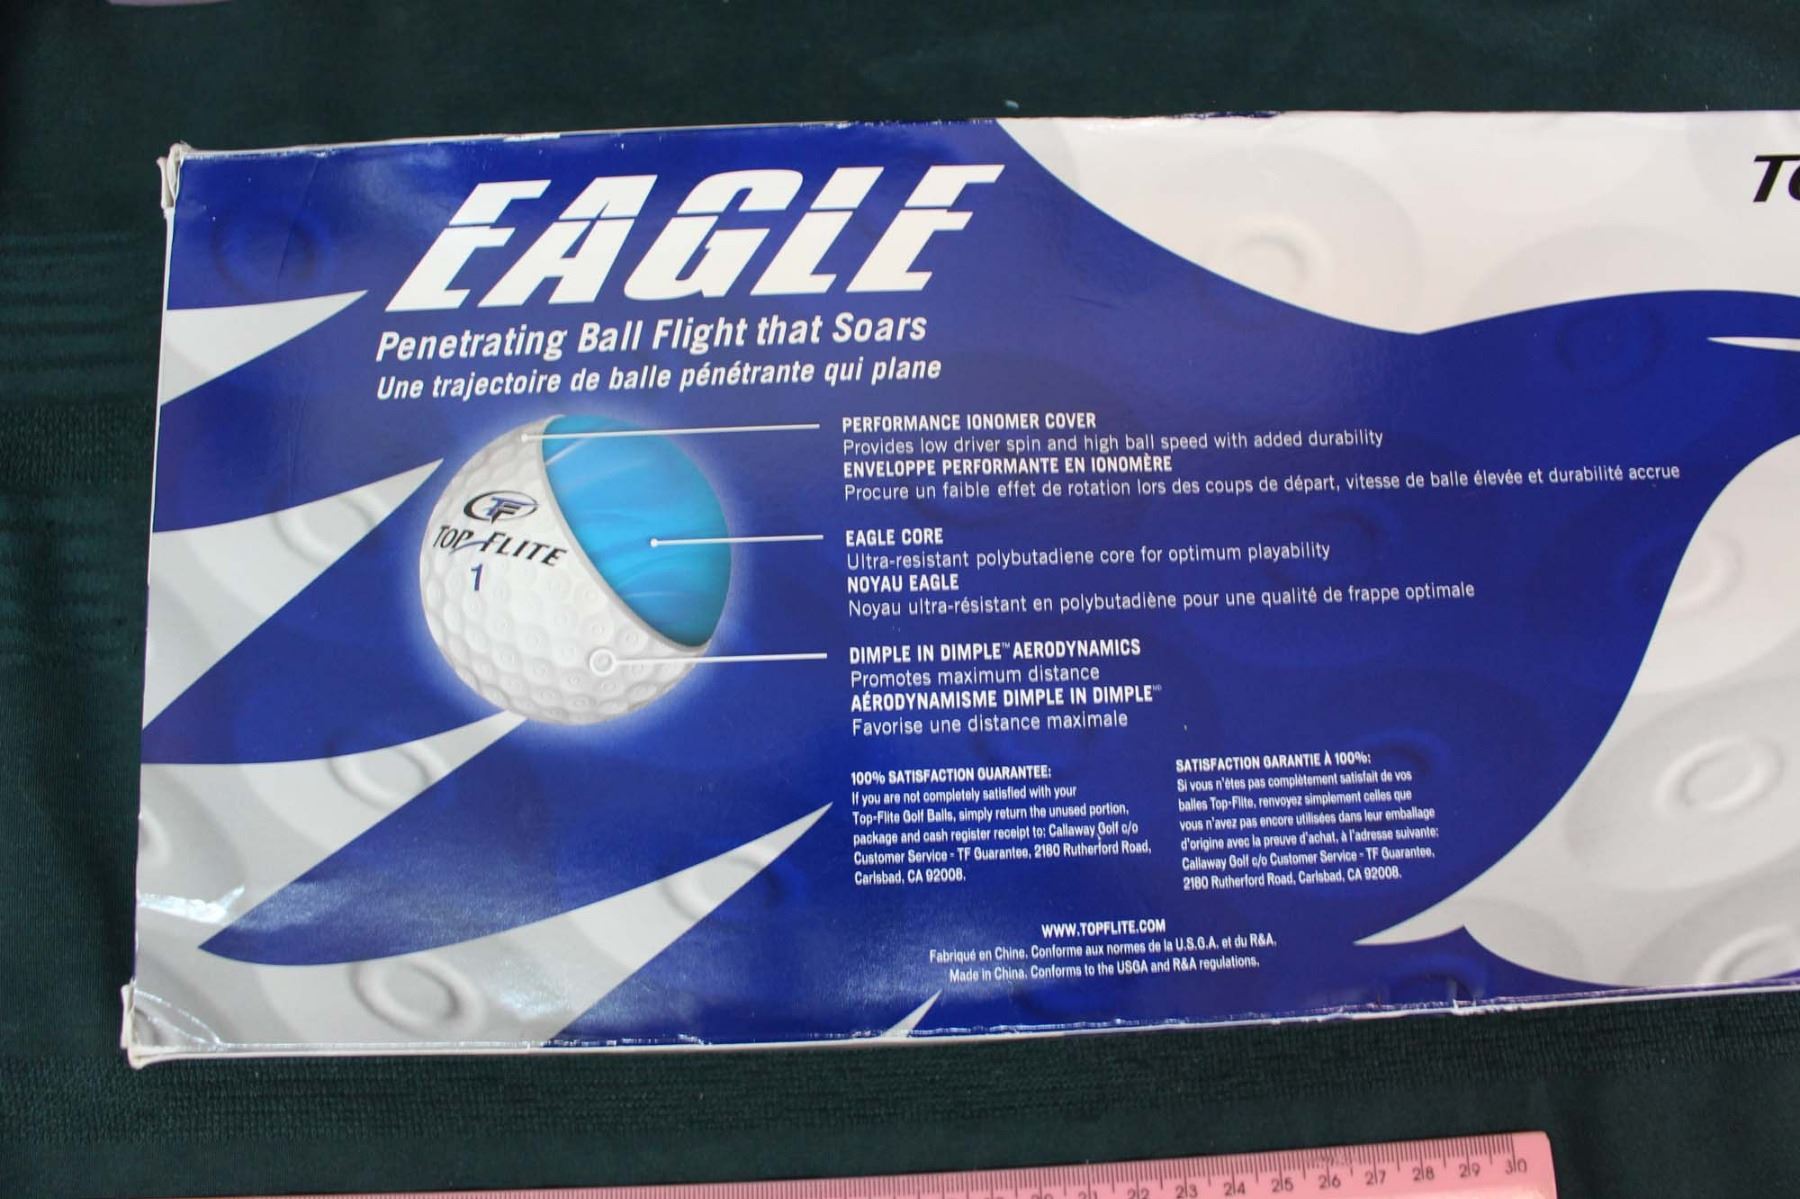 EAGLE
Penetrating Ball Flight that Soars
Une trajectoire de balle pénétrante qui plane
TOP FLITE
1
PERFORMANCE IONOMER COVER
Provides low driver spin and high ball speed with added durability
ENVELOPPE PERFORMANTE EN IONOMÈRE
Procure un faible effet de rotation lors des coups de départ, vitesse de balle élevée et durabilité accrue
EAGLE CORE
Ultra-resistant polybutadiene core for optimum playability
NOYAU EAGLE
Noyau ultra-résistant en polybutadiène pour une qualité de frappe optimale
DIMPLE IN DIMPLE™ AERODYNAMICS
Promotes maximum distance
AÉRODYNAMISME DIMPLE IN DIMPLE MD
Favorise une distance maximale
100% SATISFACTION GUARANTEE:
If you are not completely satisfied with your
Top-Flite Golf Balls, simply return the unused portion,
package and cash register receipt to: Callaway Golf c/o
Customer Service - TF Guarantee, 2180 Rutherford Road,
Carlsbad, CA 92008.
SATISFACTION GARANTIE À 100%:
Si vous n'êtes pas complètement satisfait de vos
balles Top-Flite, renvoyez simplement celles que
vous n'avez pas encore utilisées dans leur emballage
d'origine avec la preuve d'achat, à l'adresse suivante:
Callaway Golf c/o Customer Service - TF Guarantee,
2180 Rutherford Road, Carlsbad, CA 92008.
WWW.TOPFLITE.COM
Fabriqué en Chine. Conforme aux normes de la U.S.G.A. et du R&A.
Made in China. Conforms to the USGA and R&A regulations.
22 23 24 25 26 27 28 29 30